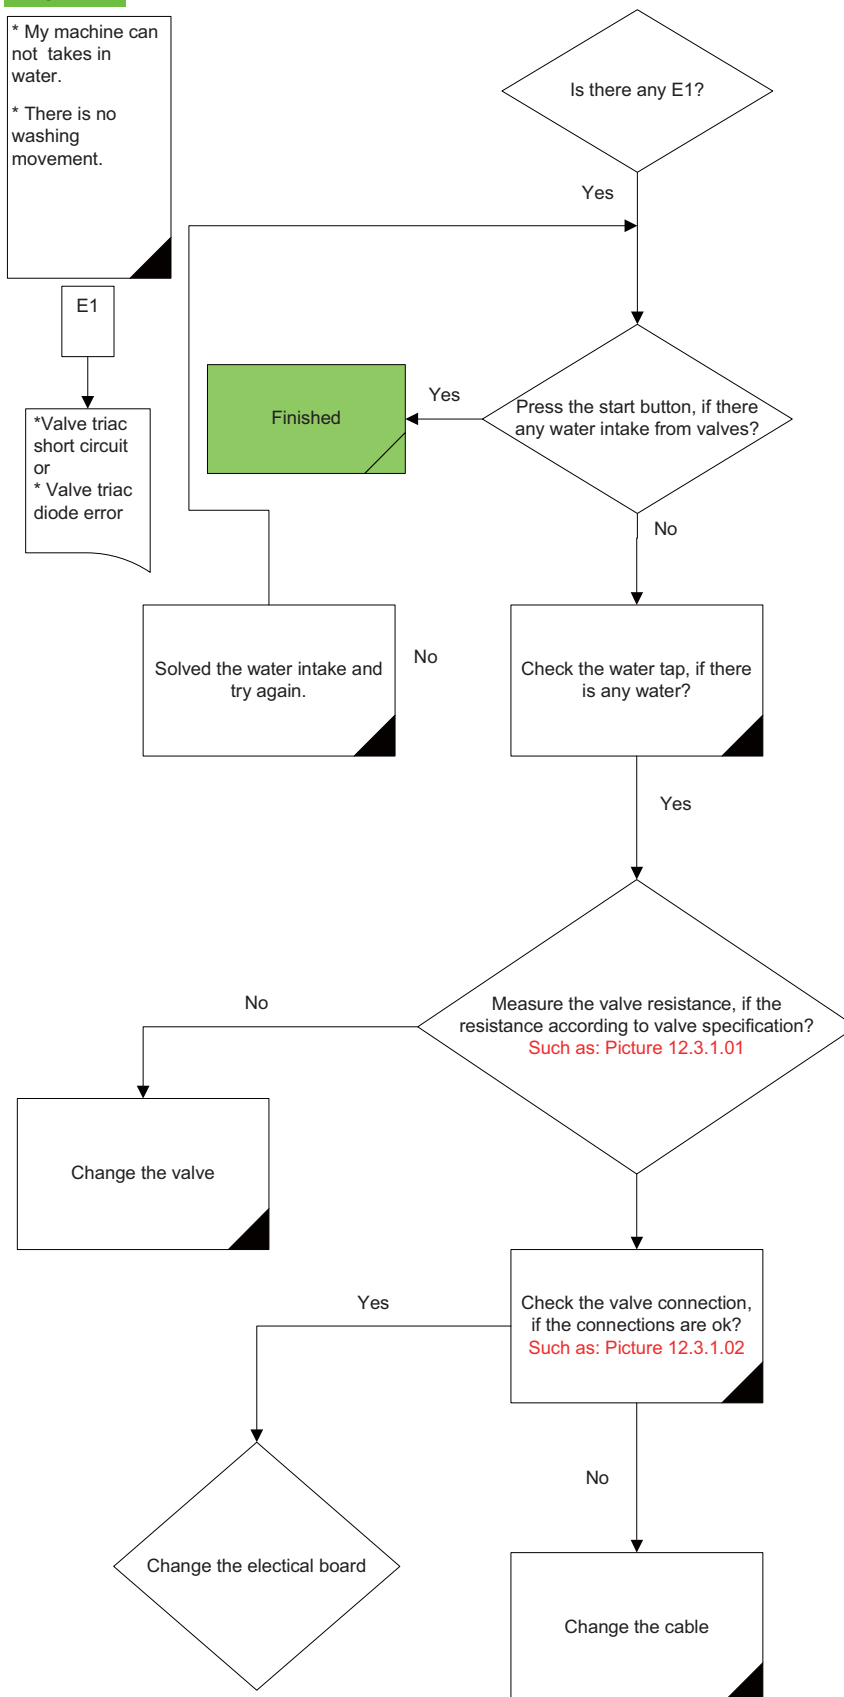 * My machine can
not takes in
water.
* There is no
washing
movement.
E1
*Valve triac
short circuit
or
* Valve triac
diode error
Is there any E1?
Yes
Press the start button, if there
any water intake from valves?
Yes
Finished
No
Check the water tap, if there
is any water?
No
Solved the water intake and
try again.
Yes
Measure the valve resistance, if the
resistance according to valve specification?
Such as: Picture 12.3.1.01
No
Change the valve
Check the valve connection,
if the connections are ok?
Such as: Picture 12.3.1.02
Yes
Change the electical board
No
Change the cable